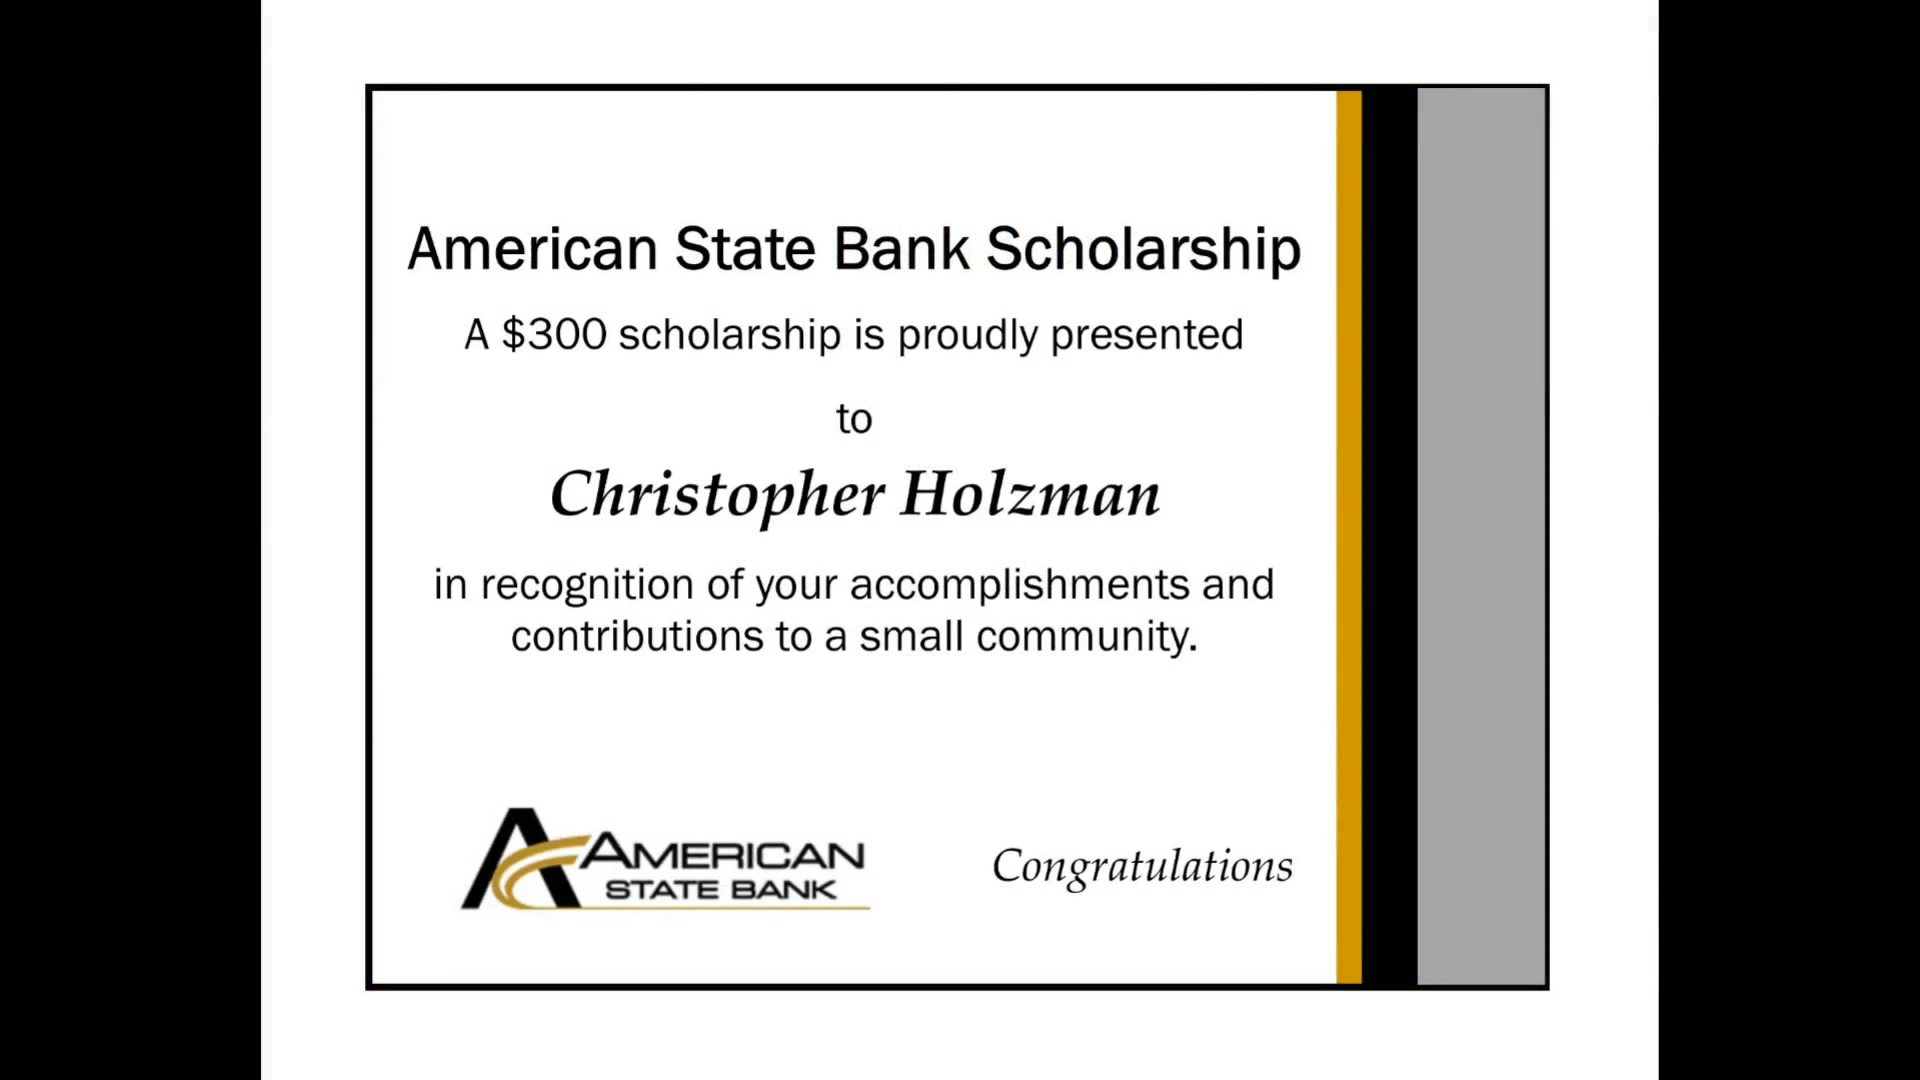 American State Bank Scholarship
A $300 scholarship is proudly presented
to
Christopher Holzman
in recognition of your accomplishments and
contributions to a small community.
AMERICAN
STATE BANK
Congratulations